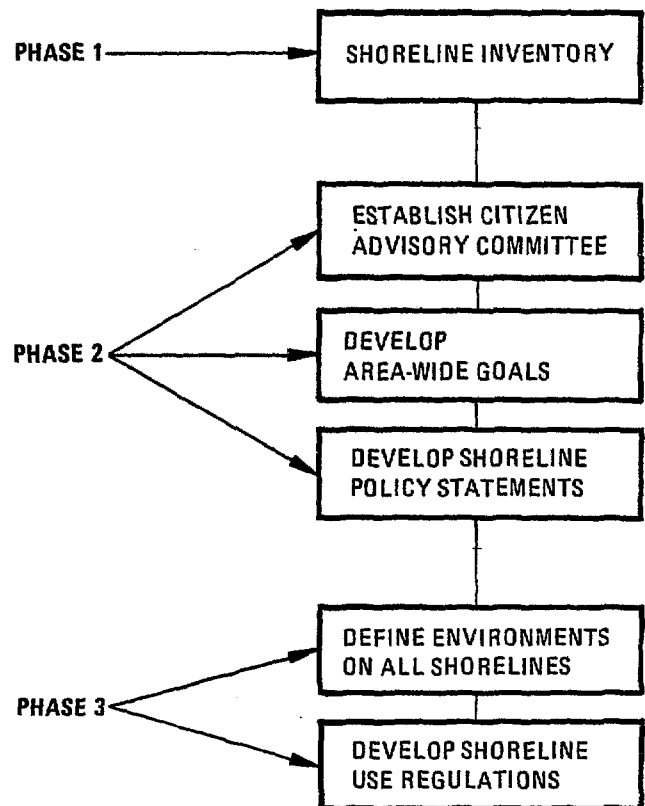 PHASE 1
SHORELINE INVENTORY
ESTABLISH CITIZEN
ADVISORY COMMITTEE
PHASE 2
DEVELOP
AREA-WIDE GOALS
DEVELOP SHORELINE
POLICY STATEMENTS
DEFINE ENVIRONMENTS
ON ALL SHORELINES
PHASE 3
DEVELOP SHORELINE
USE REGULATIONS